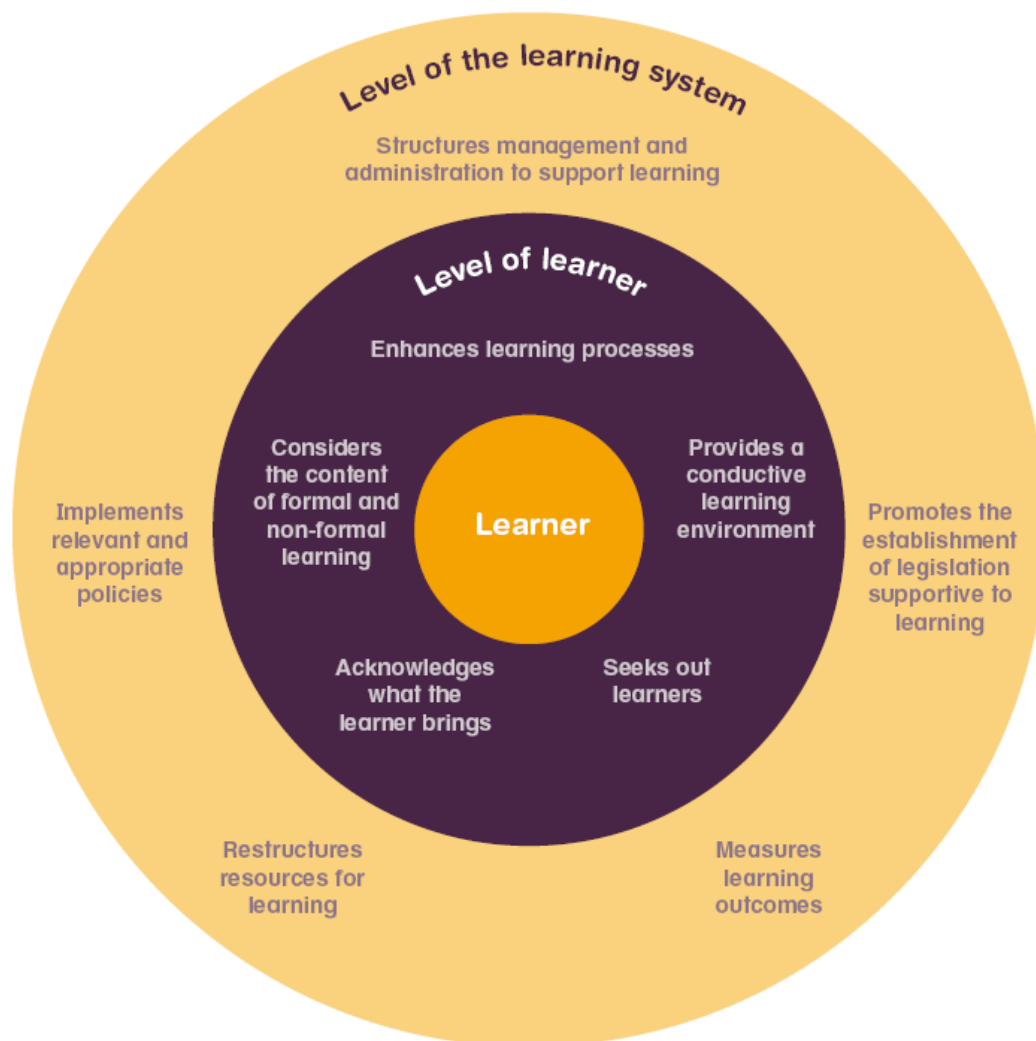 Level of the learning system
Structures management and
administration to support learning
Level of learner
Enhances learning processes
Considers
the content
of formal and
non-formal
learning
Provides a
conductive
learning
environment
Learner
Implements
relevant and
appropriate
policies
Promotes the
establishment
of legislation
supportive to
learning
Acknowledges
what the
learner brings
Seeks out
learners
Restructures
resources for
learning
Measures
learning
outcomes